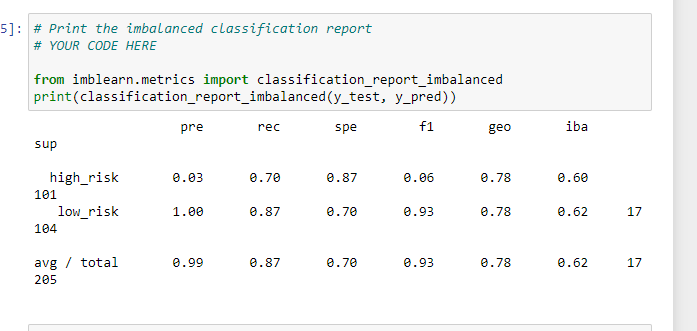 5]: # Print the imbalanced classification report
# YOUR CODE HERE
from imblearn.metrics import classification_report_imbalanced
print(classification_report_imbalanced(y_test, y_pred))
pre rec spe f1 geo iba
sup
high_risk 0.03 0.70 0.87 0.06 0.78 0.60
101
low_risk 1.00 0.87 0.70 0.93 0.78 0.62 17
104
avg / total 0.99 0.87 0.70 0.93 0.78 0.62 17
205